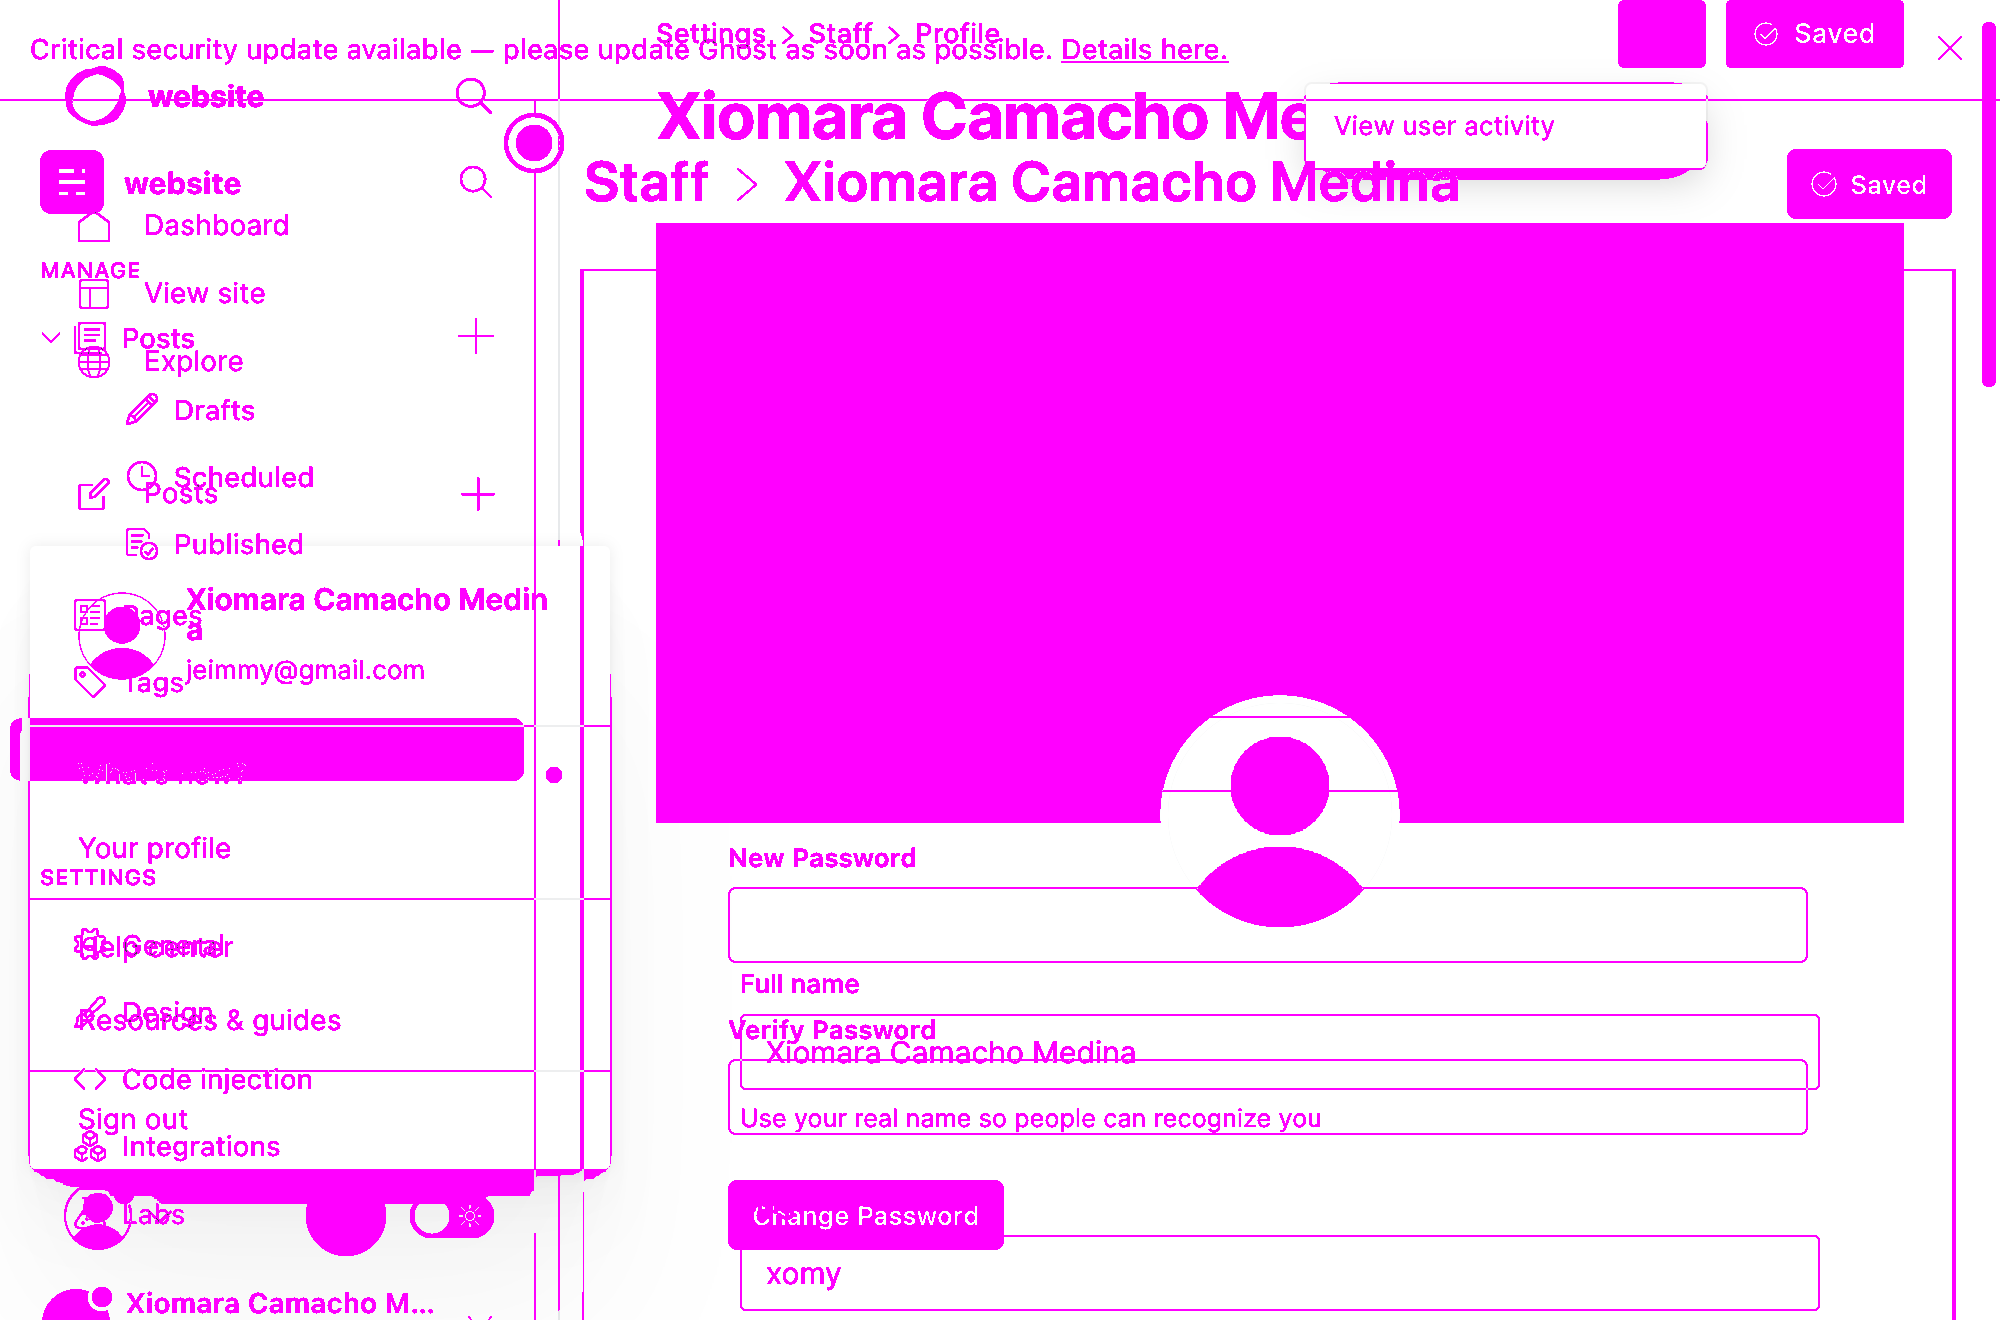 Settings > Staff > Profile
Saved
Critical security update available — please update Ghost as soon as possible. Details here.
website
Xiomara Camacho Me
View user activity
website
Staff > Xiomara Camacho Medina
Saved
Dashboard
MANAGE
View site
Posts
Explore
Drafts
Scheduled
Posts
Published
Xiomara Camacho Medin
a
Pages
jeimmy@gmail.com
Tags
What's new?
Your profile
New Password
SETTINGS
General
Help center
Full name
Design
Resources & guides
Verify Password
Xiomara Camacho Medina
Code injection
Sign out
Use your real name so people can recognize you
Integrations
Labs
Change Password
xomy
Xiomara Camacho M...